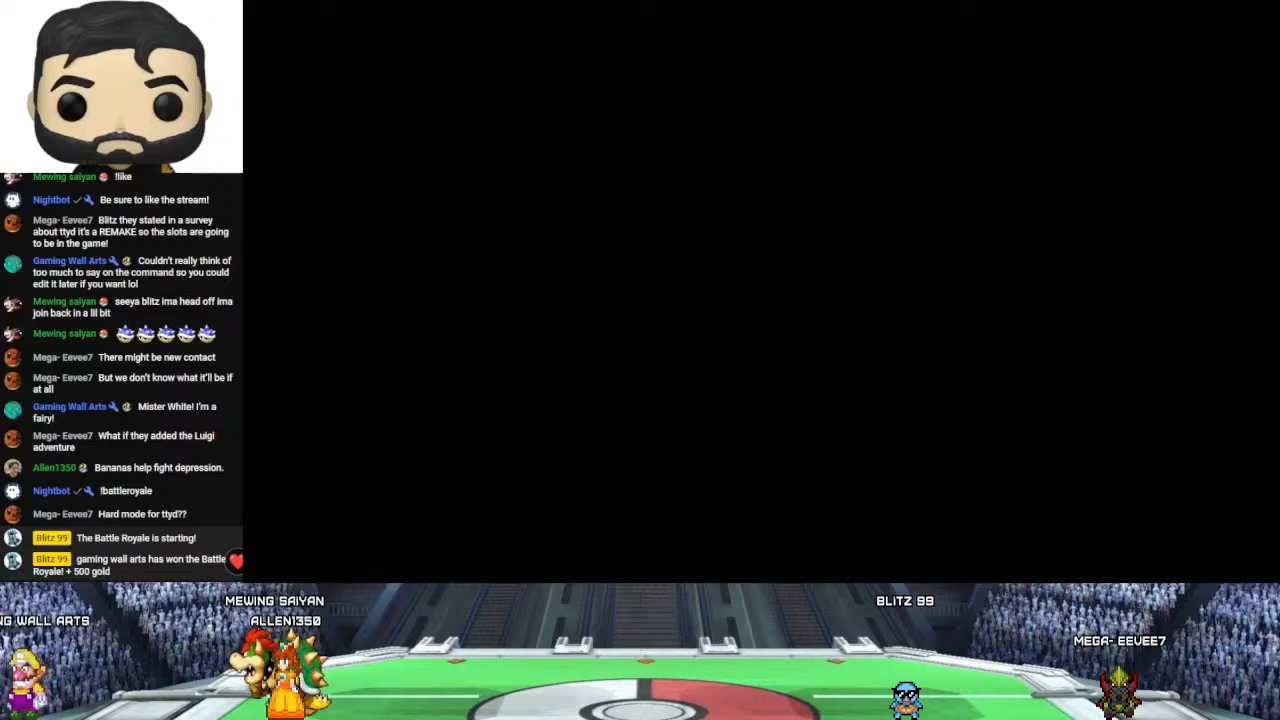 Mewing saiyan !like
Nightbot Be sure to like the stream!
Mega- Eevee7 Blitz they stated in a survey
about ttyd it's a REMAKE so the slots are going
to be in the game!
Gaming Wall Arts Couldn't really think of
too much to say on the command so you could
edit it later if you want lol
Mewing saiyan seeya blitz ima head off ima
join back in a lil bit
Mewing saiyan
Mega- Eevee7 There might be new contact
Mega- Eevee7 But we don't know what it'll be if
at all
Gaming Wall Arts Mister White! I'm a
fairy!
Mega- Eevee7 What if they added the Luigi
adventure
Allen1350 Bananas help fight depression.
Nightbot !battleroyale
Mega- Eevee7 Hard mode for ttyd??
Blitz 99 The Battle Royale is starting!
Blitz 99 gaming wall arts has won the Battle
Royale! + 500 gold
MEWING SAIYAN
BLITZ 99
NG WALL ARTS
ALLEN1350
MEGA- EEVEE7